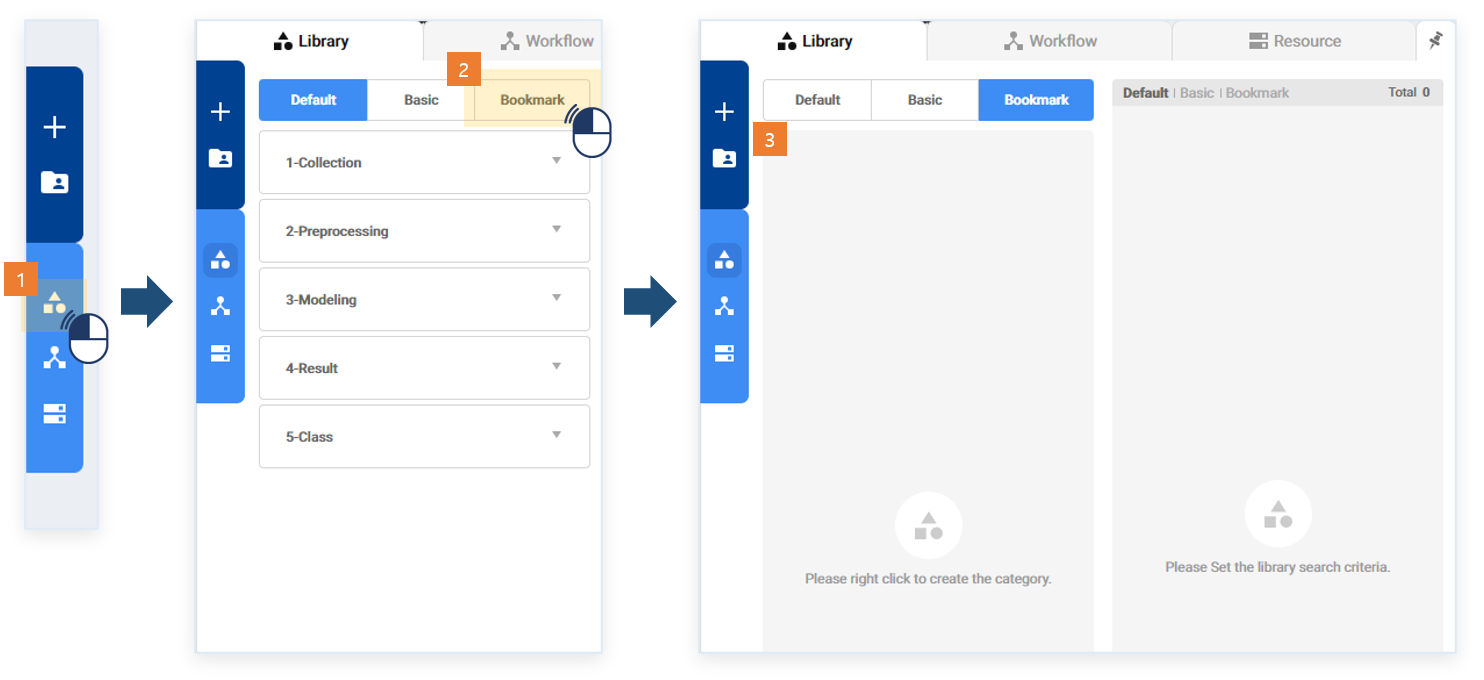 1
Library
Workflow
2
Default
Basic
Bookmark
1-Collection
2-Preprocessing
3-Modeling
4-Result
5-Class
Library
Workflow
Resource
Default
Basic
Bookmark
3
Please right click to create the category.
Default | Basic | Bookmark
Total 0
Please Set the library search criteria.